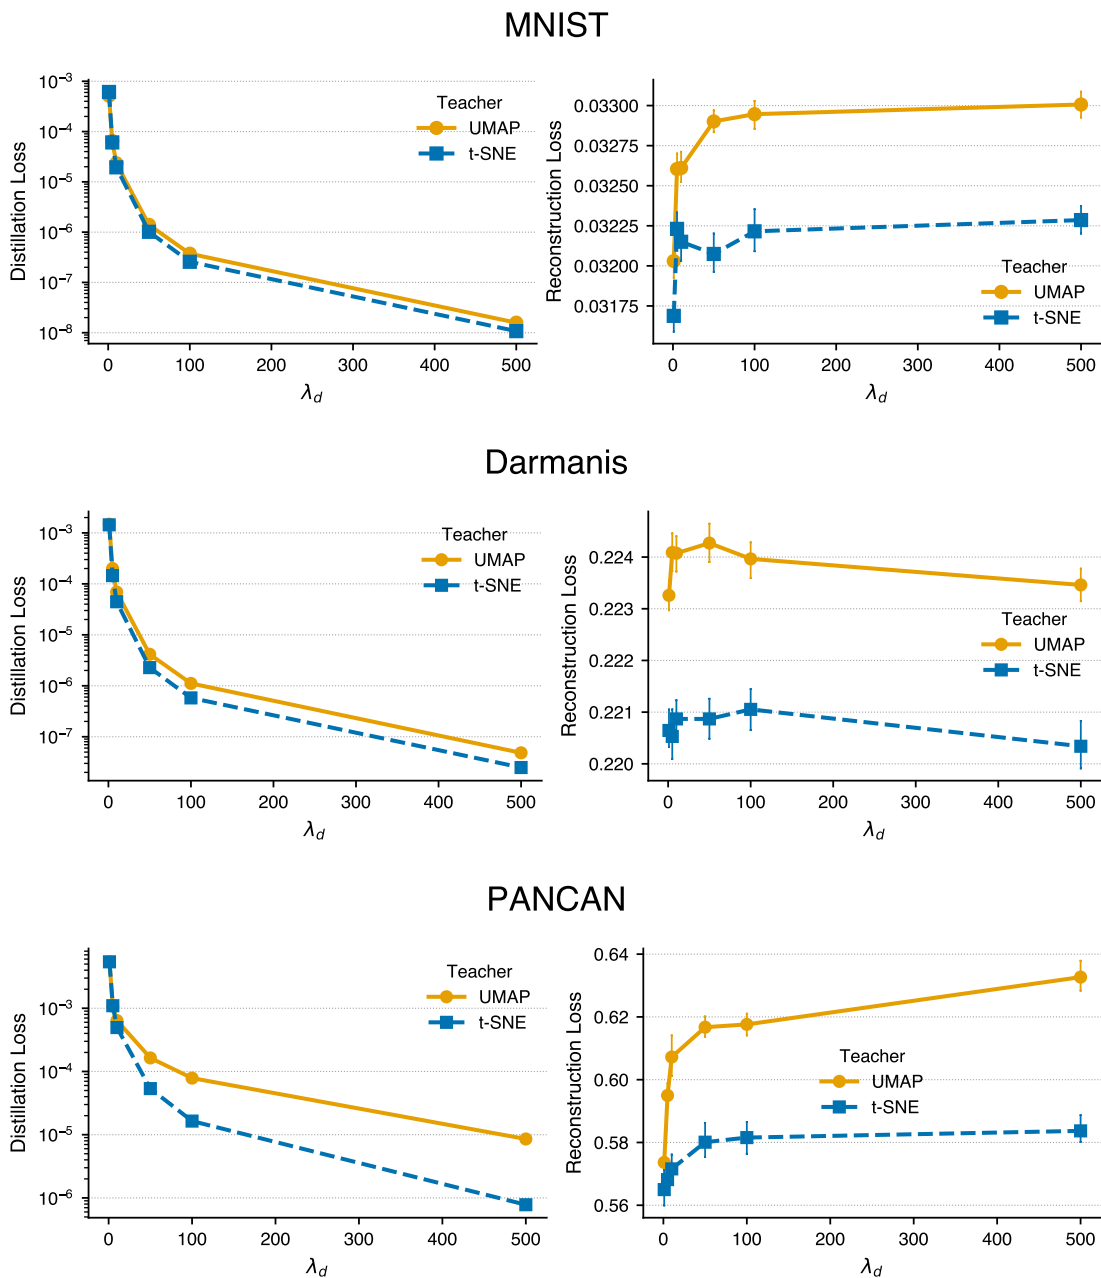 MNIST
Distillation Loss
10⁻³
10⁻⁴
10⁻⁵
10⁻⁶
10⁻⁷
10⁻⁸
Teacher
UMAP
t-SNE
0 100 200 300 400 500
λd
Reconstruction Loss
0.03300
0.03275
0.03250
0.03225
0.03200
0.03175
Teacher
UMAP
t-SNE
0 100 200 300 400 500
λd
Darmanis
Distillation Loss
10⁻³
10⁻⁴
10⁻⁵
10⁻⁶
10⁻⁷
Teacher
UMAP
t-SNE
0 100 200 300 400 500
λd
Reconstruction Loss
0.224
0.223
0.222
0.221
0.220
Teacher
UMAP
t-SNE
0 100 200 300 400 500
λd
PANCAN
Distillation Loss
10⁻³
10⁻⁴
10⁻⁵
10⁻⁶
Teacher
UMAP
t-SNE
0 100 200 300 400 500
λd
Reconstruction Loss
0.64
0.62
0.60
0.58
0.56
Teacher
UMAP
t-SNE
0 100 200 300 400 500
λd